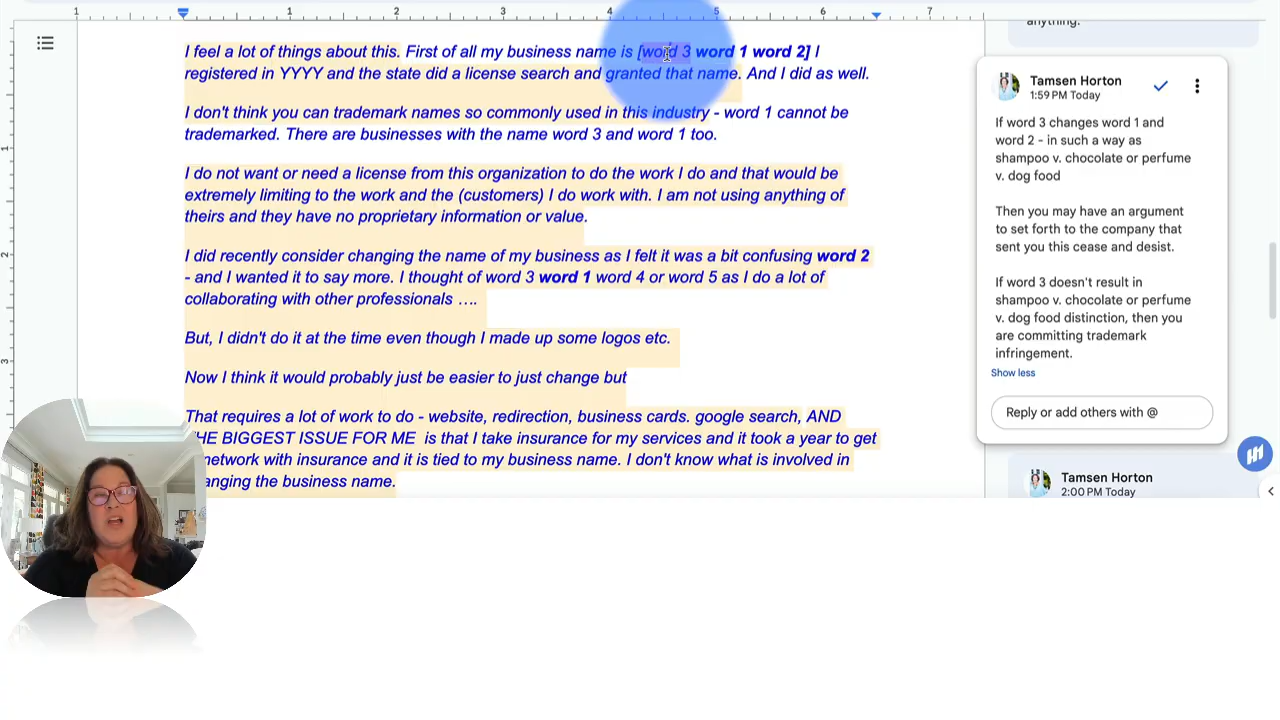 1 1 2 3 4 5 6 7
I feel a lot of things about this. First of all my business name is [word 3 word 1 word 2] I
registered in YYYY and the state did a license search and granted that name. And I did as well.
I don't think you can trademark names so commonly used in this industry - word 1 cannot be
trademarked. There are businesses with the name word 3 and word 1 too.
I do not want or need a license from this organization to do the work I do and that would be
extremely limiting to the work and the (customers) I do work with. I am not using anything of
theirs and they have no proprietary information or value.
I did recently consider changing the name of my business as I felt it was a bit confusing word 2
- and I wanted it to say more. I thought of word 3 word 1 word 4 or word 5 as I do a lot of
collaborating with other professionals ….
But, I didn't do it at the time even though I made up some logos etc.
Now I think it would probably just be easier to just change but
That requires a lot of work to do - website, redirection, business cards. google search, AND
THE BIGGEST ISSUE FOR ME is that I take insurance for my services and it took a year to get
network with insurance and it is tied to my business name. I don't know what is involved in
anging the business name.
1
2
3
anything.
Tamsen Horton
1:59 PM Today
If word 3 changes word 1 and
word 2 - in such a way as
shampoo v. chocolate or perfume
v. dog food
Then you may have an argument
to set forth to the company that
sent you this cease and desist.
If word 3 doesn't result in
shampoo v. chocolate or perfume
v. dog food distinction, then you
are committing trademark
infringement.
Show less
Reply or add others with @
Tamsen Horton
2:00 PM Today